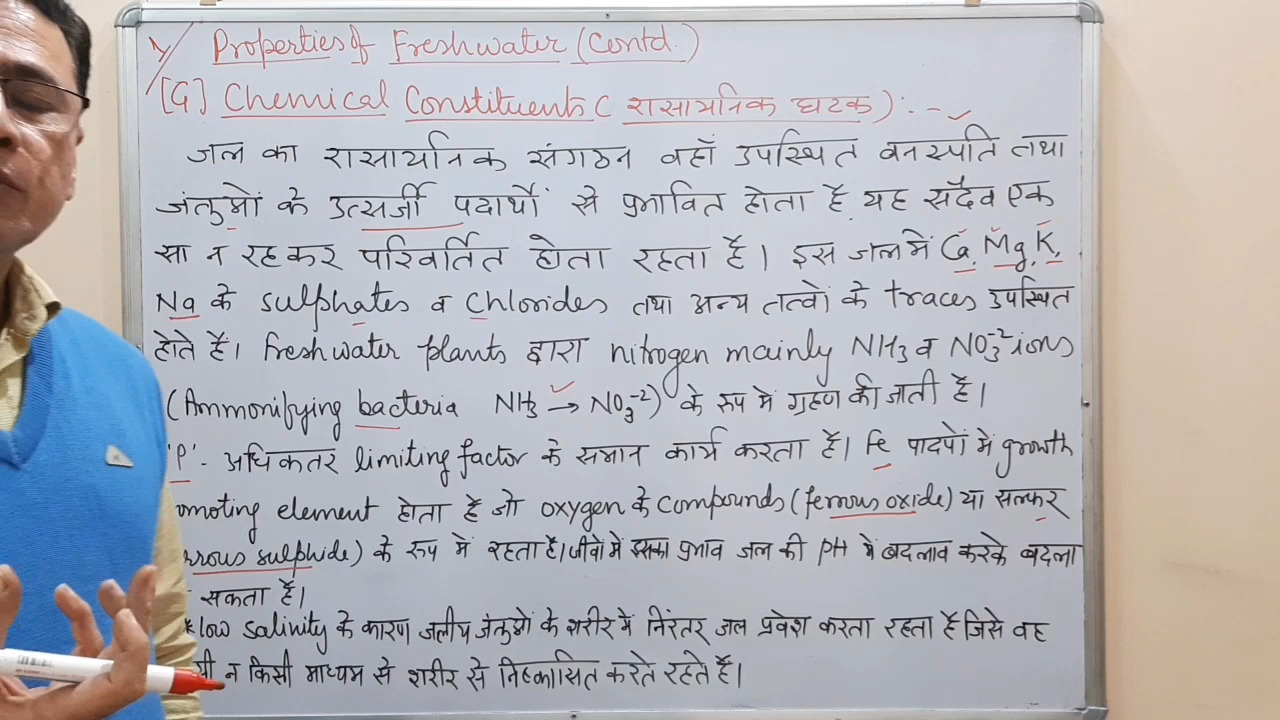 Properties of Freshwater (Contd.)
[G] Chemical Constituents ( रासायनिक घटक ) : -
जल का रासायनिक संगठन वहाँ उपस्थित वनस्पति तथा
जंतुओं के उत्सर्जी पदार्थों से प्रभावित होता है यह सदैव एक
सा न रहकर परिवर्तित होता रहता है। इस जल में Ca, Mg, K,
Na के sulphates व Chlorides तथा अन्य तत्वों के traces उपस्थित
होते हैं। freshwater plants द्वारा nitrogen mainly NH3 व NO3⁻² ions
(Ammonifying bacteria NH3 → NO3⁻²) के रूप में ग्रहण की जाती है।
'P' - अधिकतर limiting factor के समान कार्य करता है। Fe पादपों में growth
omoting element होता है जो oxygen के compounds (ferrous oxide) या सल्फर
rrous sulphide) के रूप में रहता है। जीवों में इसका प्रभाव जल की pH में बदलाव करके बदला
सकता है।
* low salinity के कारण जलीय जंतुओं के शरीर में निरंतर जल प्रवेश करता रहता है जिसे वह
सी न किसी माध्यम से शरीर से निष्कासित करते रहते हैं।